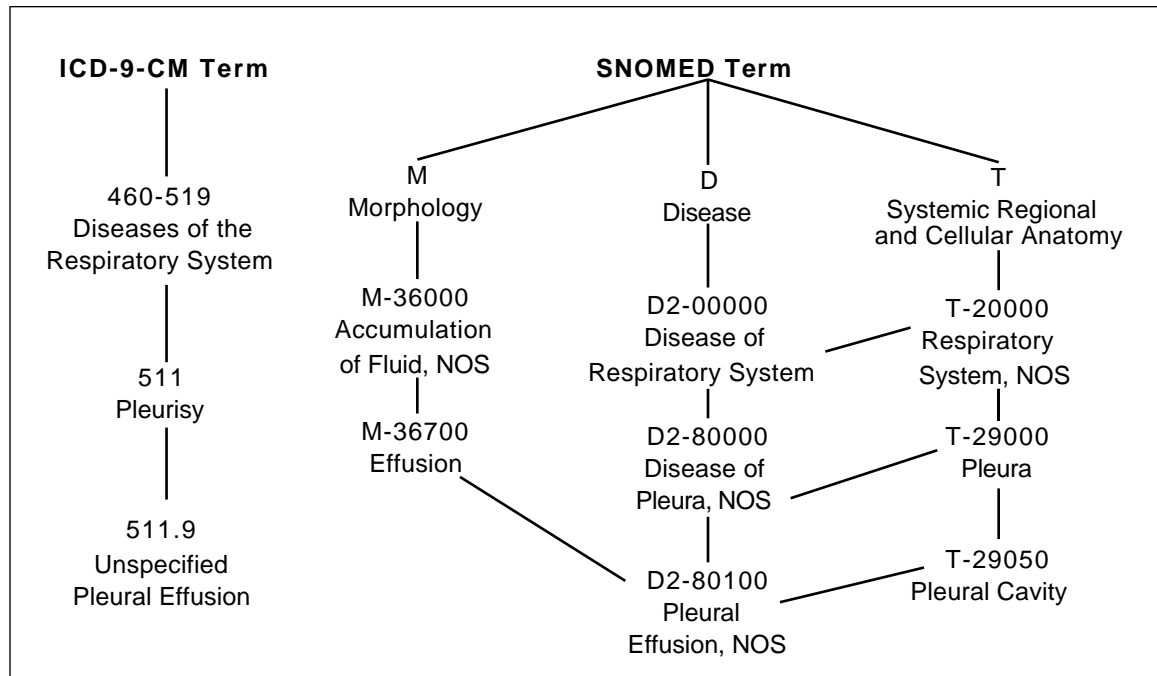 ICD-9-CM Term
460-519
Diseases of the
Respiratory System
511
Pleurisy
511.9
Unspecified
Pleural Effusion
SNOMED Term
M
Morphology
M-36000
Accumulation
of Fluid, NOS
M-36700
Effusion
D
Disease
D2-00000
Disease of
Respiratory System
D2-80000
Disease of
Pleura, NOS
D2-80100
Pleural
Effusion, NOS
T
Systemic Regional
and Cellular Anatomy
T-20000
Respiratory
System, NOS
T-29000
Pleura
T-29050
Pleural Cavity